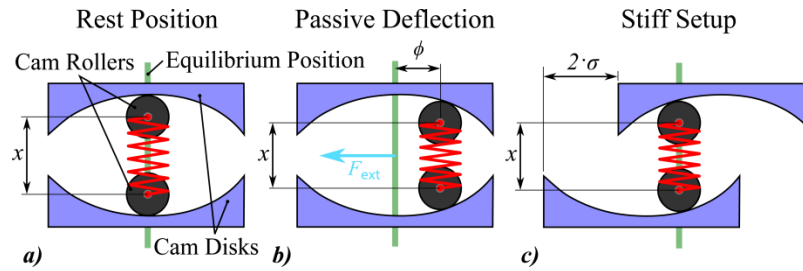 Rest Position
Passive Deflection
Stiff Setup
Cam Rollers
Equilibrium Position
ϕ
2·σ
x
x
x
F_ext
Cam Disks
a)
b)
c)